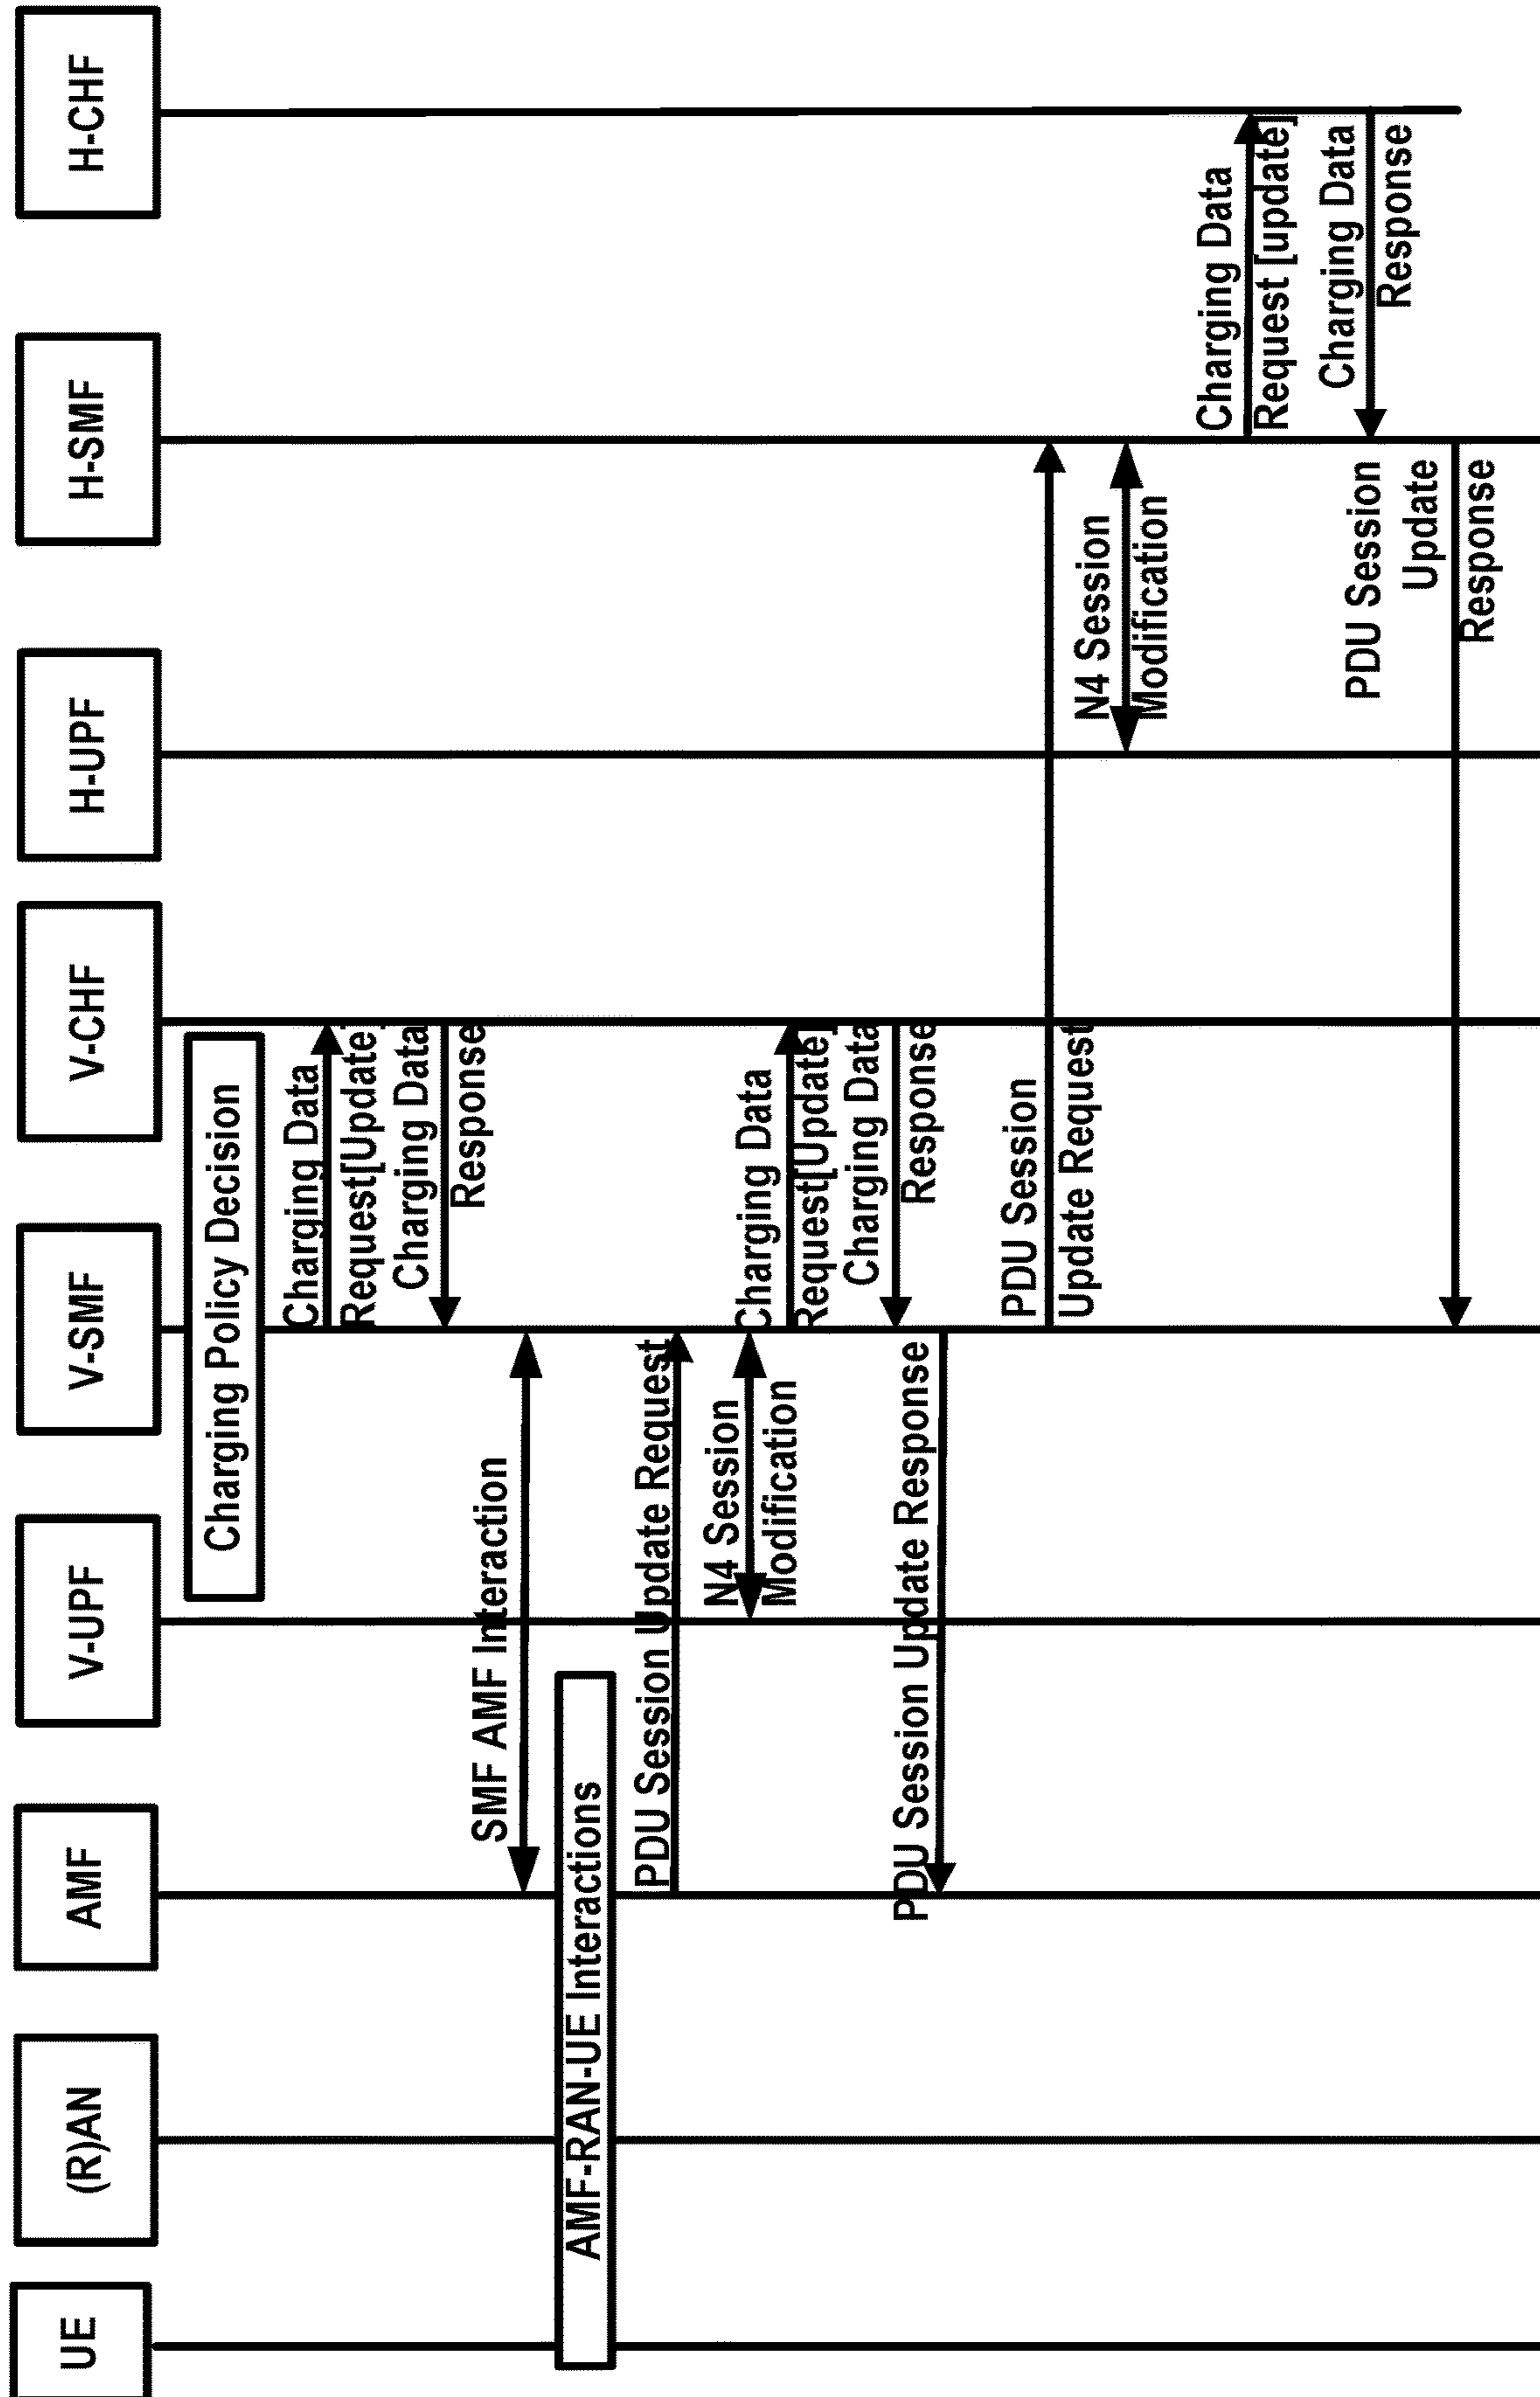 UE
(R)AN
AMF
V-UPF
V-SMF
V-CHF
H-UPF
H-SMF
H-CHF
Charging Policy Decision
Charging Data
Request[Update]
Charging Data
Response
SMF AMF Interaction
AMF-RAN-UE Interactions
PDU Session Update Request
N4 Session
Modification
Charging Data
Request[Update]
Charging Data
Response
PDU Session Update Response
PDU Session
Update Request
N4 Session
Modification
Charging Data
Request [update]
Charging Data
Response
PDU Session
Update
Response